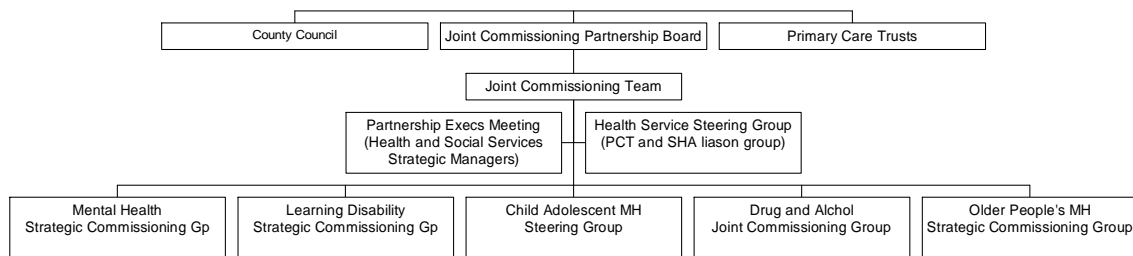 County Council
Joint Commissioning Partnership Board
Primary Care Trusts
Joint Commissioning Team
Partnership Execs Meeting
(Health and Social Services
Strategic Managers)
Health Service Steering Group
(PCT and SHA liason group)
Mental Health
Strategic Commissioning Gp
Learning Disability
Strategic Commissioning Gp
Child Adolescent MH
Steering Group
Drug and Alchol
Joint Commissioning Group
Older People's MH
Strategic Commissioning Group